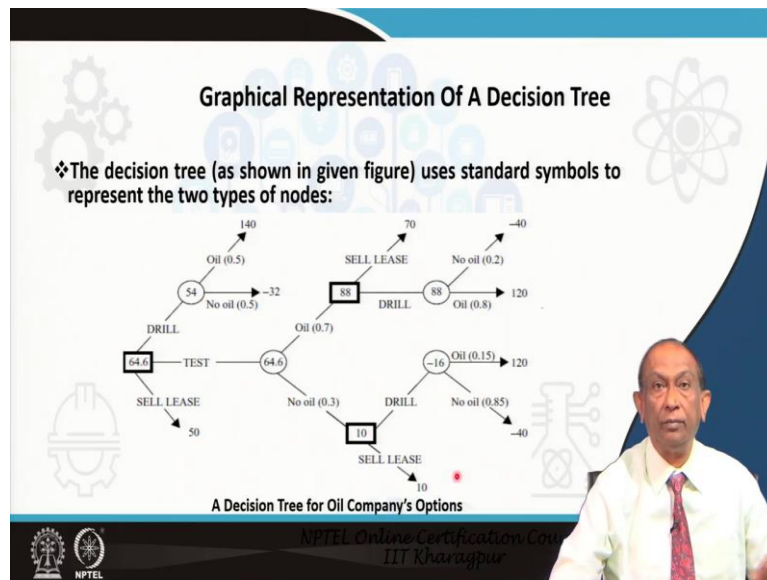 Graphical Representation Of A Decision Tree
❖The decision tree (as shown in given figure) uses standard symbols to
represent the two types of nodes:
140
70
−40
Oil (0.5)
SELL LEASE
No oil (0.2)
54
−32
88
88
120
No oil (0.5)
DRILL
Oil (0.8)
DRILL
Oil (0.7)
64.6
TEST
64.6
−16
Oil (0.15)
120
SELL LEASE
No oil (0.3)
DRILL
No oil (0.85)
50
10
−40
SELL LEASE
10
A Decision Tree for Oil Company's Options
NPTEL Online Certification Cou
IIT Kharagpur
NPTEL